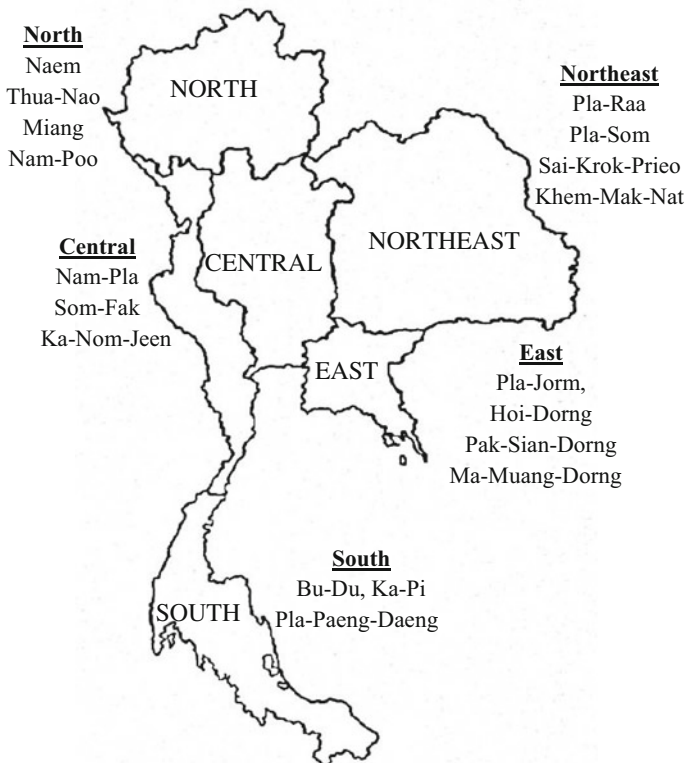 North
Naem
Thua-Nao
Miang
Nam-Poo
NORTH
Northeast
Pla-Raa
Pla-Som
Sai-Krok-Prieo
Khem-Mak-Nat
NORTHEAST
Central
Nam-Pla
Som-Fak
Ka-Nom-Jeen
CENTRAL
East
Pla-Jorm,
Hoi-Dorng
Pak-Sian-Dorng
Ma-Muang-Dorng
EAST
South
Bu-Du, Ka-Pi
Pla-Paeng-Daeng
SOUTH